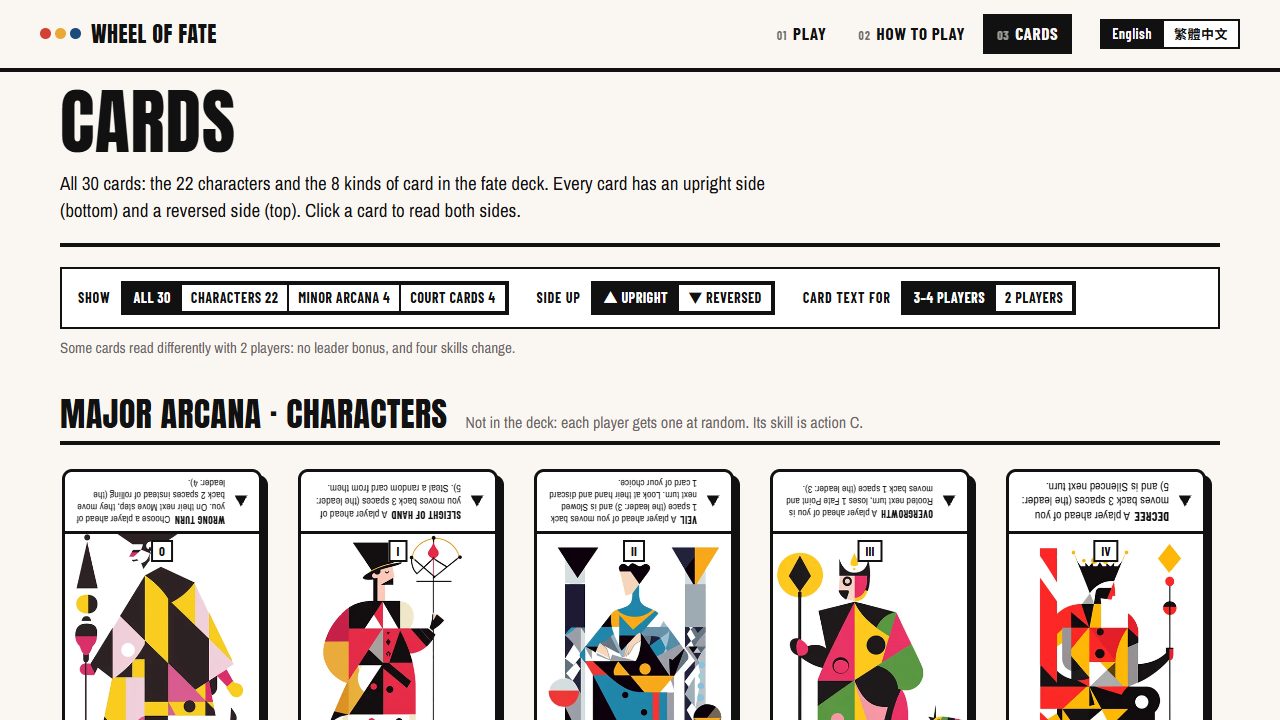 WHEEL OF FATE
01 PLAY
02 HOW TO PLAY
03 CARDS
English
繁體中文
CARDS
All 30 cards: the 22 characters and the 8 kinds of card in the fate deck. Every card has an upright side
(bottom) and a reversed side (top). Click a card to read both sides.
SHOW
ALL 30
CHARACTERS 22
MINOR ARCANA 4
COURT CARDS 4
SIDE UP
▲ UPRIGHT
▼ REVERSED
CARD TEXT FOR
3–4 PLAYERS
2 PLAYERS
Some cards read differently with 2 players: no leader bonus, and four skills change.
MAJOR ARCANA · CHARACTERS
Not in the deck: each player gets one at random. Its skill is action C.
WRONG TURN Choose a player ahead of
you. On their next Move step, they move
back 2 spaces instead of rolling (the
leader: 4).
0
SLEIGHT OF HAND A player ahead of
you moves back 3 spaces (the leader:
5). Steal a random card from them.
I
VEIL A player ahead of you moves back
1 spaces (the leader: 3) and is Slowed
next turn. Look at their hand and discard
1 card of your choice.
II
OVERGROWTH A player ahead of you is
Rooted next turn, loses 1 Fate Point and
moves back 1 space (the leader: 3).
III
DECREE A player ahead of you
moves back 3 spaces (the leader:
5) and is Silenced next turn.
IV